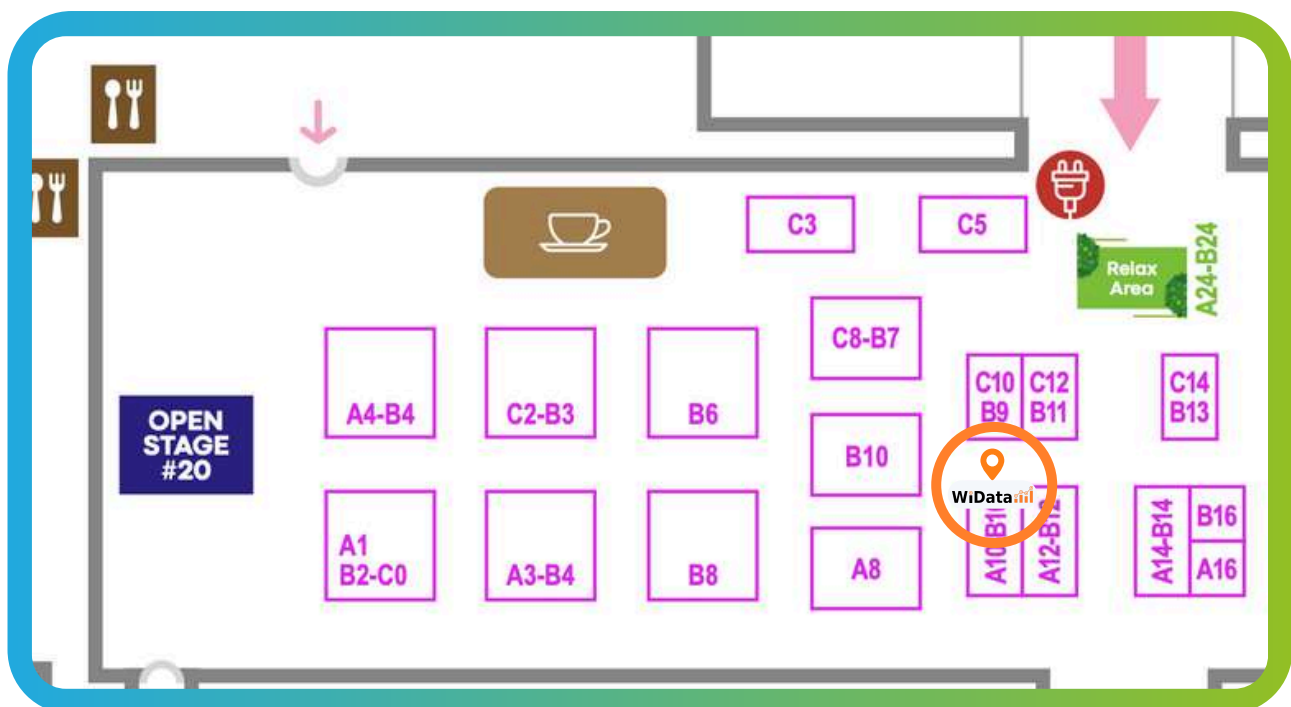 C3
C5
Relax
Area
A24-B24
C8-B7
A4-B4
C2-B3
B6
C10
B9
C12
B11
C14
B13
OPEN
STAGE
#20
B10
WiData
A1
B2-C0
A3-B4
B8
A8
A12-B12
A14-B14
B16
A16